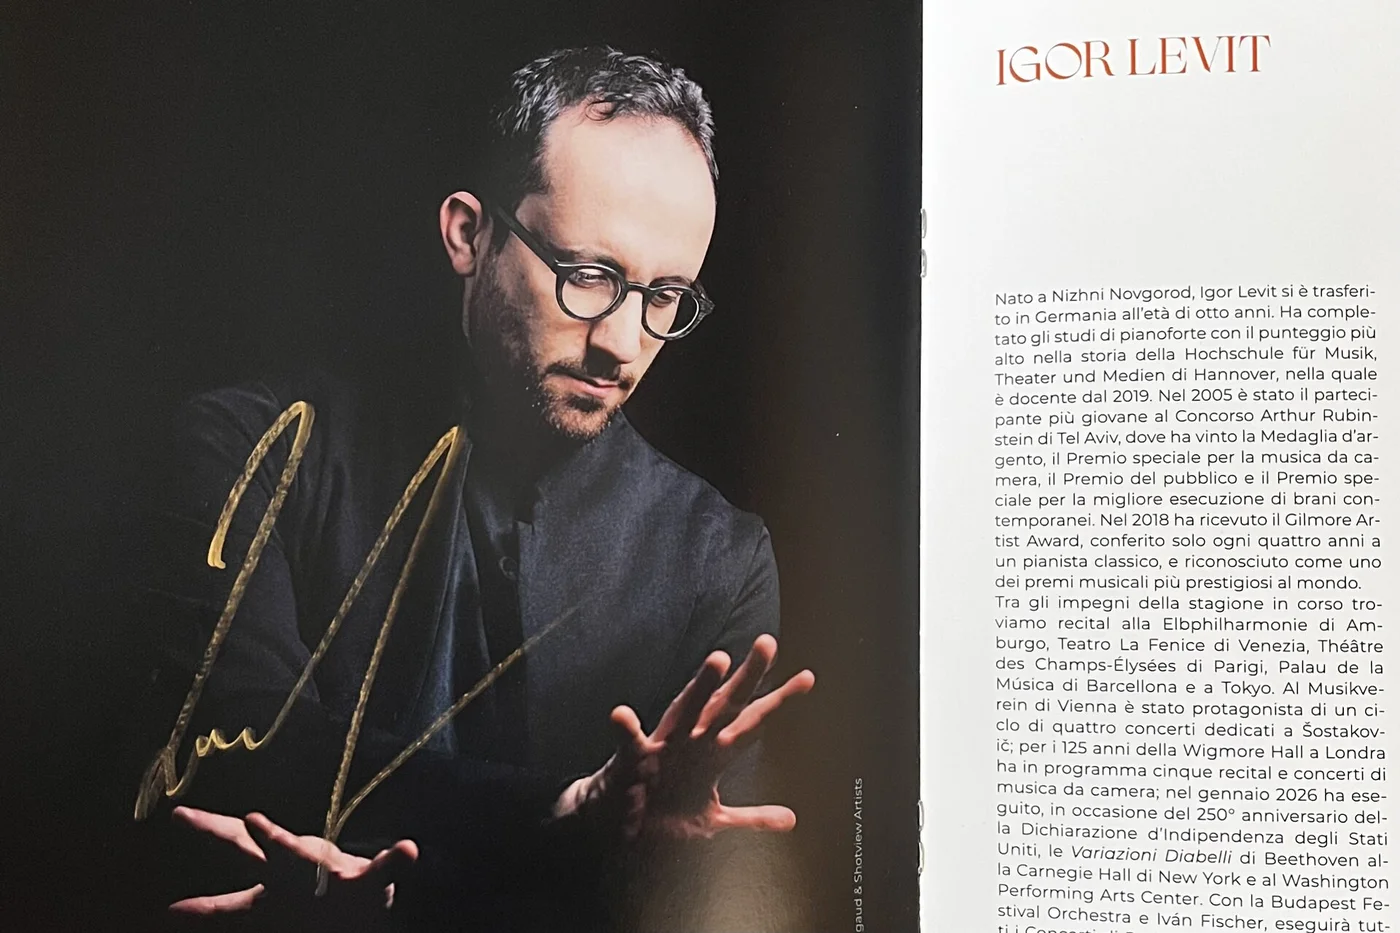 IGOR LEVIT
Nato a Nizhni Novgorod, Igor Levit si è trasferi-
to in Germania all'età di otto anni. Ha comple-
tato gli studi di pianoforte con il punteggio più
alto nella storia della Hochschule für Musik,
Theater und Medien di Hannover, nella quale
è docente dal 2019. Nel 2005 è stato il parteci-
pante più giovane al Concorso Arthur Rubin-
stein di Tel Aviv, dove ha vinto la Medaglia d'ar-
gento, il Premio speciale per la musica da ca-
mera, il Premio del pubblico e il Premio spe-
ciale per la migliore esecuzione di brani con-
temporanei. Nel 2018 ha ricevuto il Gilmore Ar-
tist Award, conferito solo ogni quattro anni a
un pianista classico, e riconosciuto come uno
dei premi musicali più prestigiosi al mondo.
Tra gli impegni della stagione in corso tro-
viamo recital alla Elbphilharmonie di Am-
burgo, Teatro La Fenice di Venezia, Théâtre
des Champs-Élysées di Parigi, Palau de la
Música di Barcellona e a Tokyo. Al Musikve-
rein di Vienna è stato protagonista di un ci-
clo di quattro concerti dedicati a Šostakov-
ič; per i 125 anni della Wigmore Hall a Londra
ha in programma cinque recital e concerti di
musica da camera; nel gennaio 2026 ha ese-
guito, in occasione del 250° anniversario del-
la Dichiarazione d'Indipendenza degli Stati
Uniti, le Variazioni Diabelli di Beethoven al-
la Carnegie Hall di New York e al Washington
Performing Arts Center. Con la Budapest Fe-
stival Orchestra e Iván Fischer, eseguirà tut-
ti i Concerti di
gaud & Shotview Artists